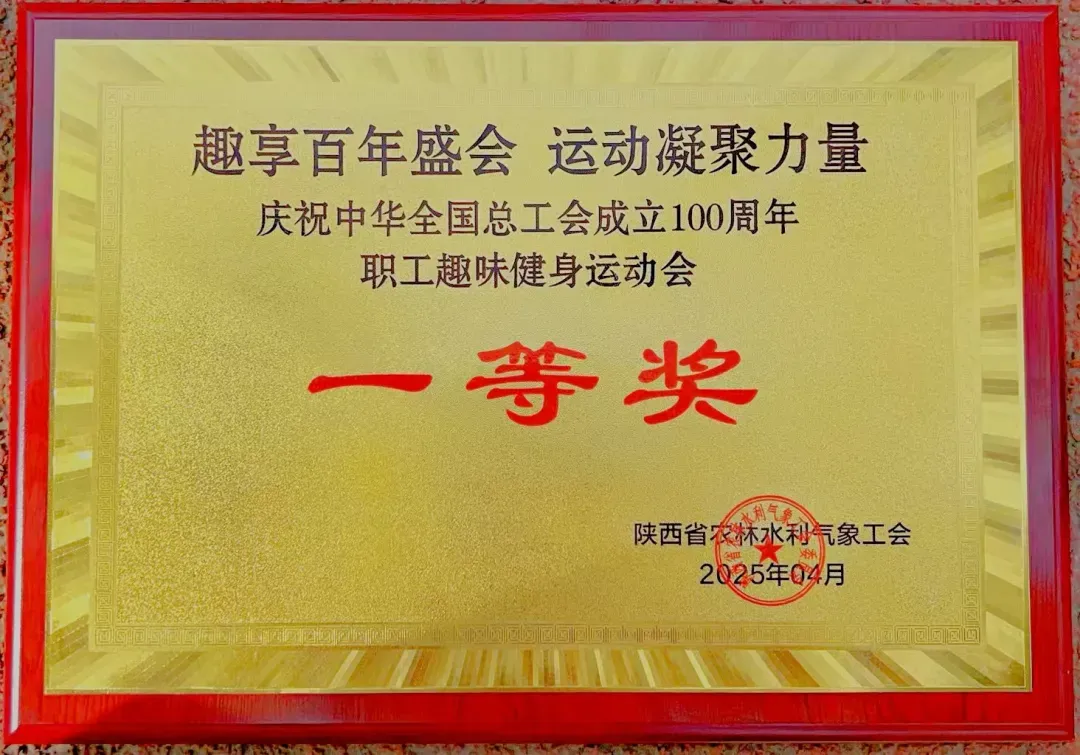 趣享百年盛会 运动凝聚力量
庆祝中华全国总工会成立100周年
职工趣味健身运动会
一等奖
陕西省农林水利气象工会
2025年04月